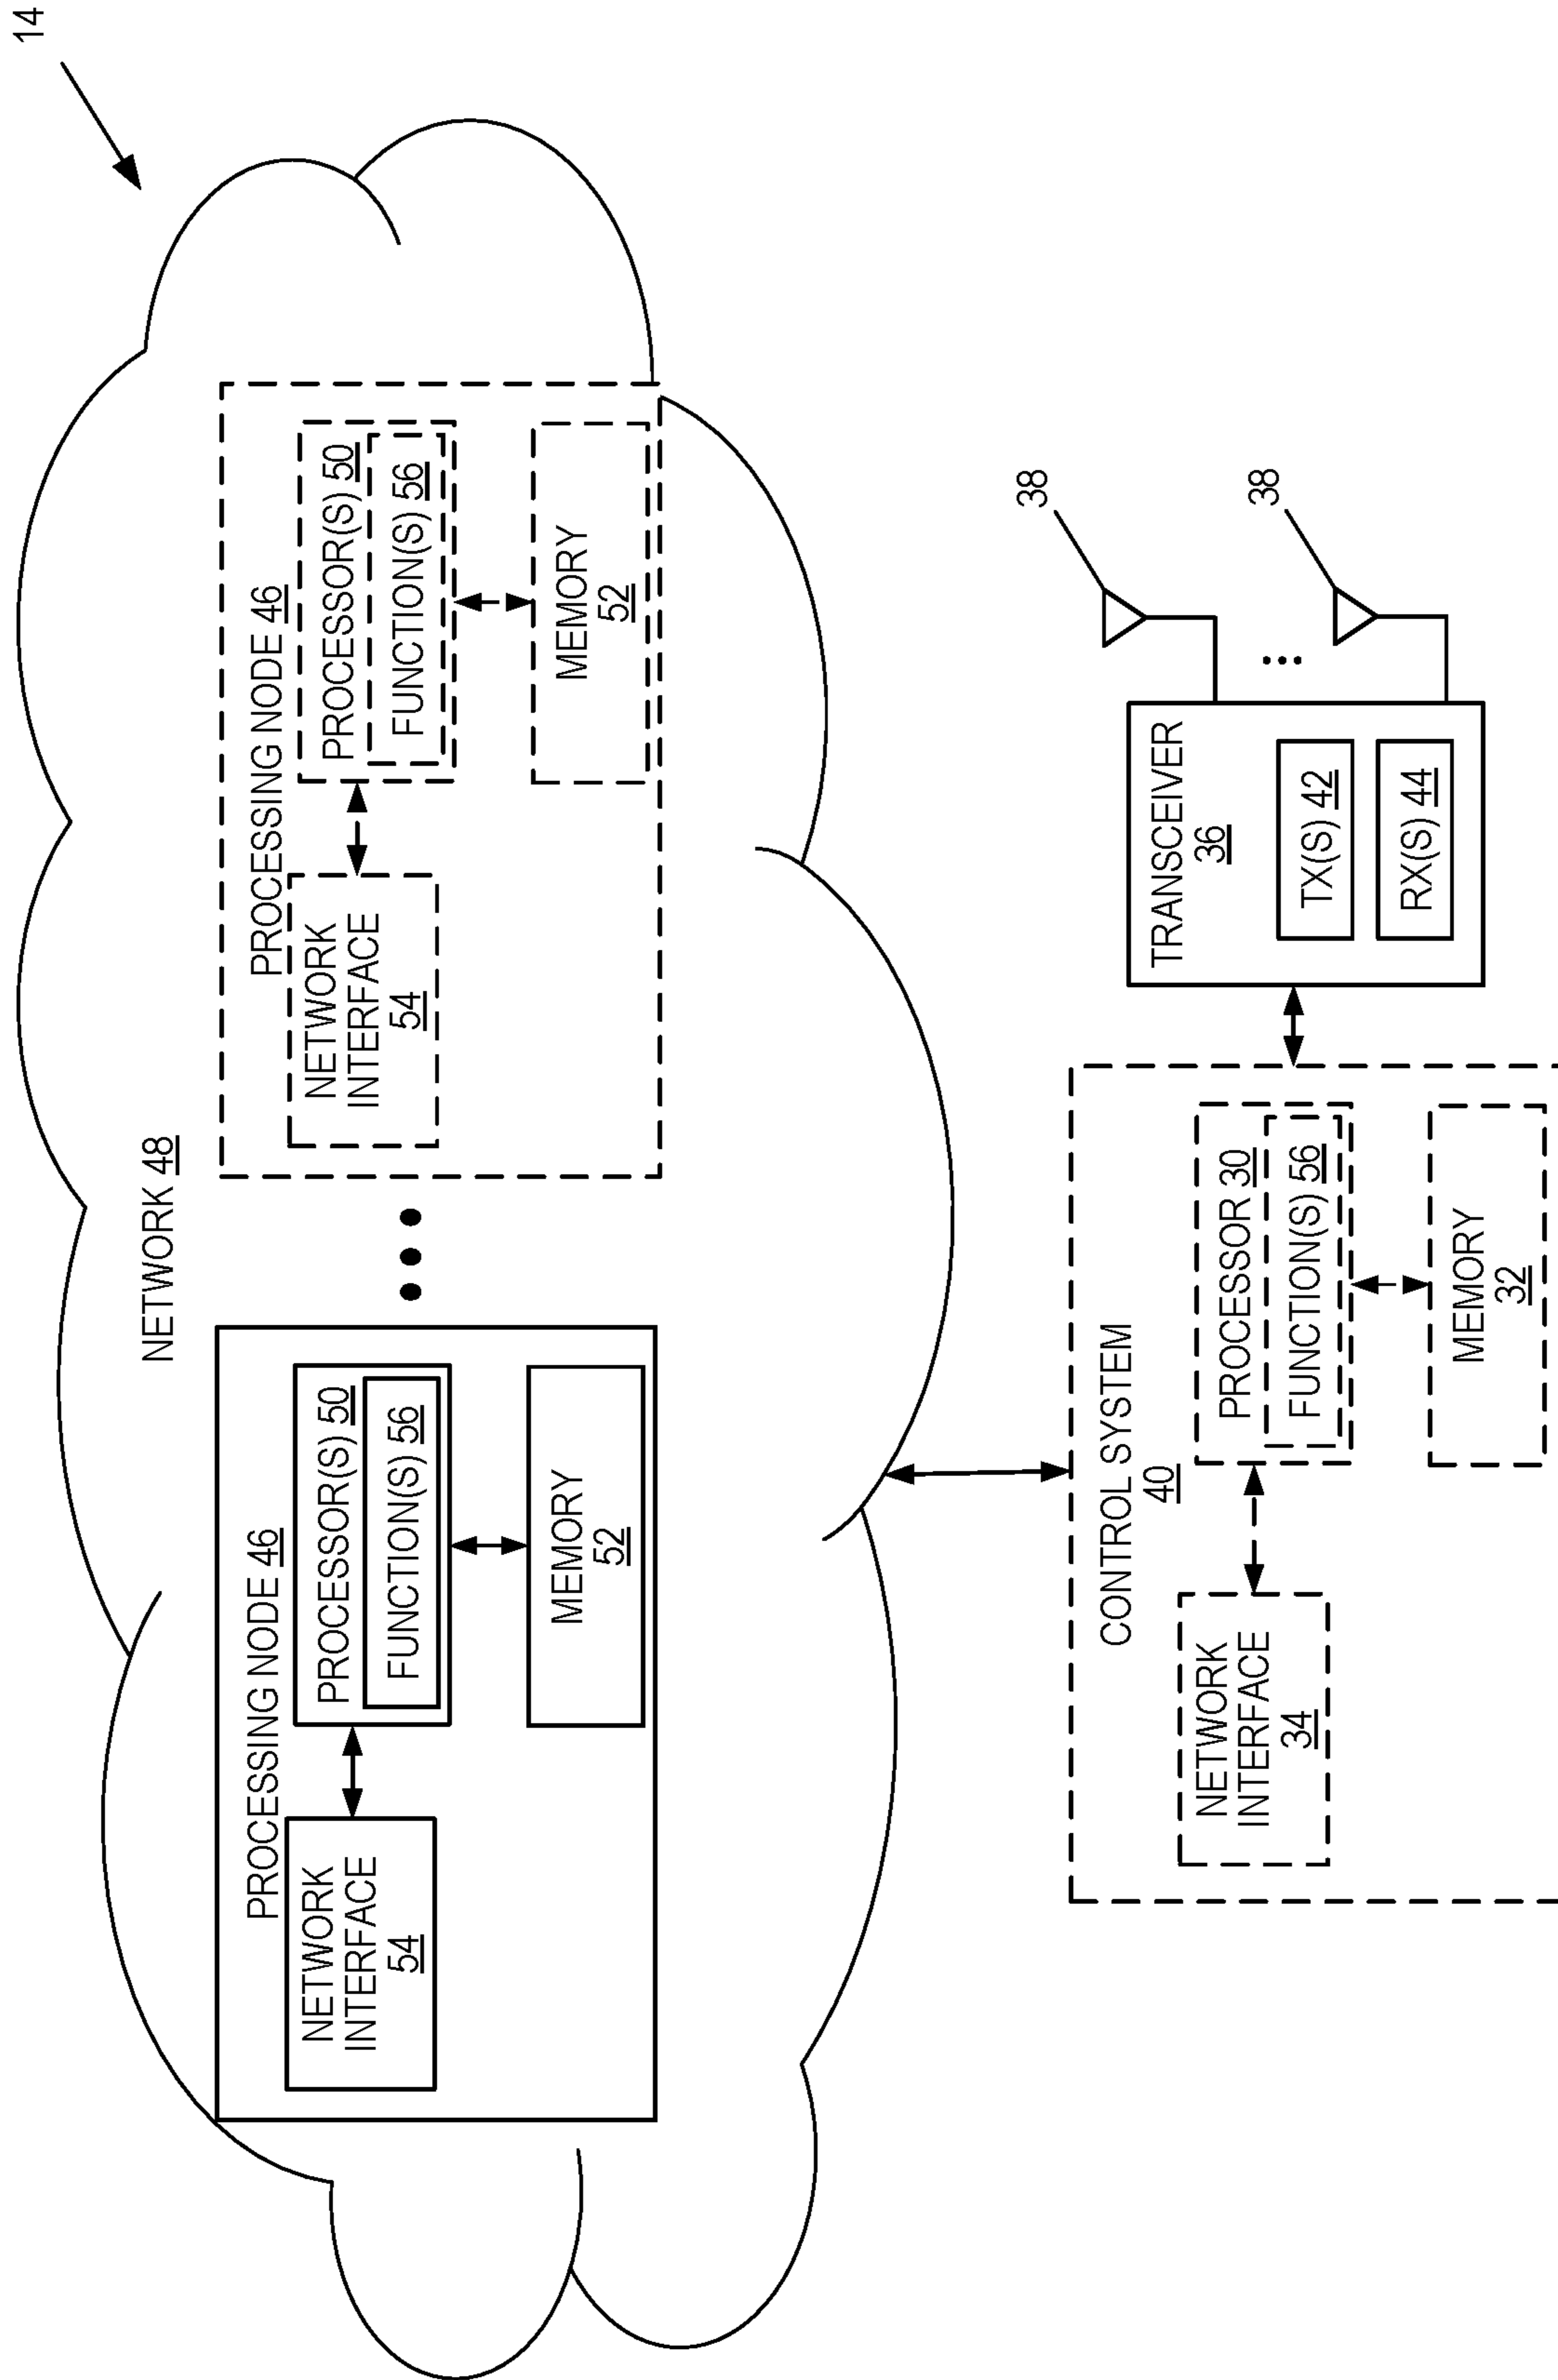 14
NETWORK 48
PROCESSING NODE 46
NETWORK
INTERFACE
54
PROCESSOR(S) 50
FUNCTION(S) 56
MEMORY
52
PROCESSING NODE 46
NETWORK
INTERFACE
54
PROCESSOR(S) 50
FUNCTION(S) 56
MEMORY
52
CONTROL SYSTEM
40
NETWORK
INTERFACE
34
PROCESSOR 30
FUNCTION(S) 56
MEMORY
32
TRANSCEIVER
36
TX(S) 42
RX(S) 44
38
38